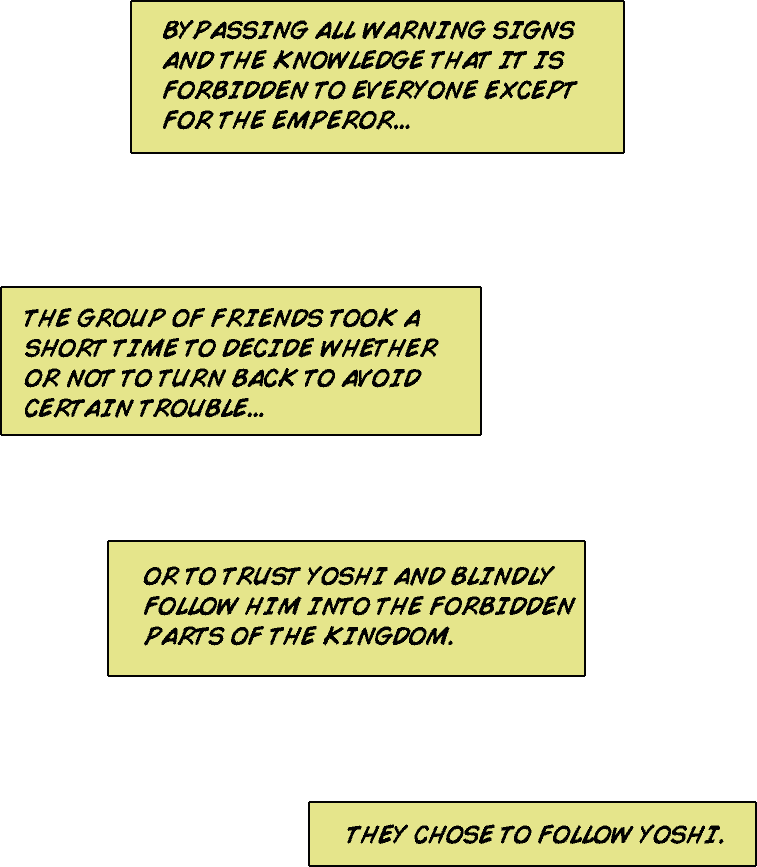 BYPASSING ALL WARNING SIGNS
AND THE KNOWLEDGE THAT IT IS
FORBIDDEN TO EVERYONE EXCEPT
FOR THE EMPEROR...
THE GROUP OF FRIENDS TOOK A
SHORT TIME TO DECIDE WHETHER
OR NOT TO TURN BACK TO AVOID
CERTAIN TROUBLE...
OR TO TRUST YOSHI AND BLINDLY
FOLLOW HIM INTO THE FORBIDDEN
PARTS OF THE KINGDOM.
THEY CHOSE TO FOLLOW YOSHI.